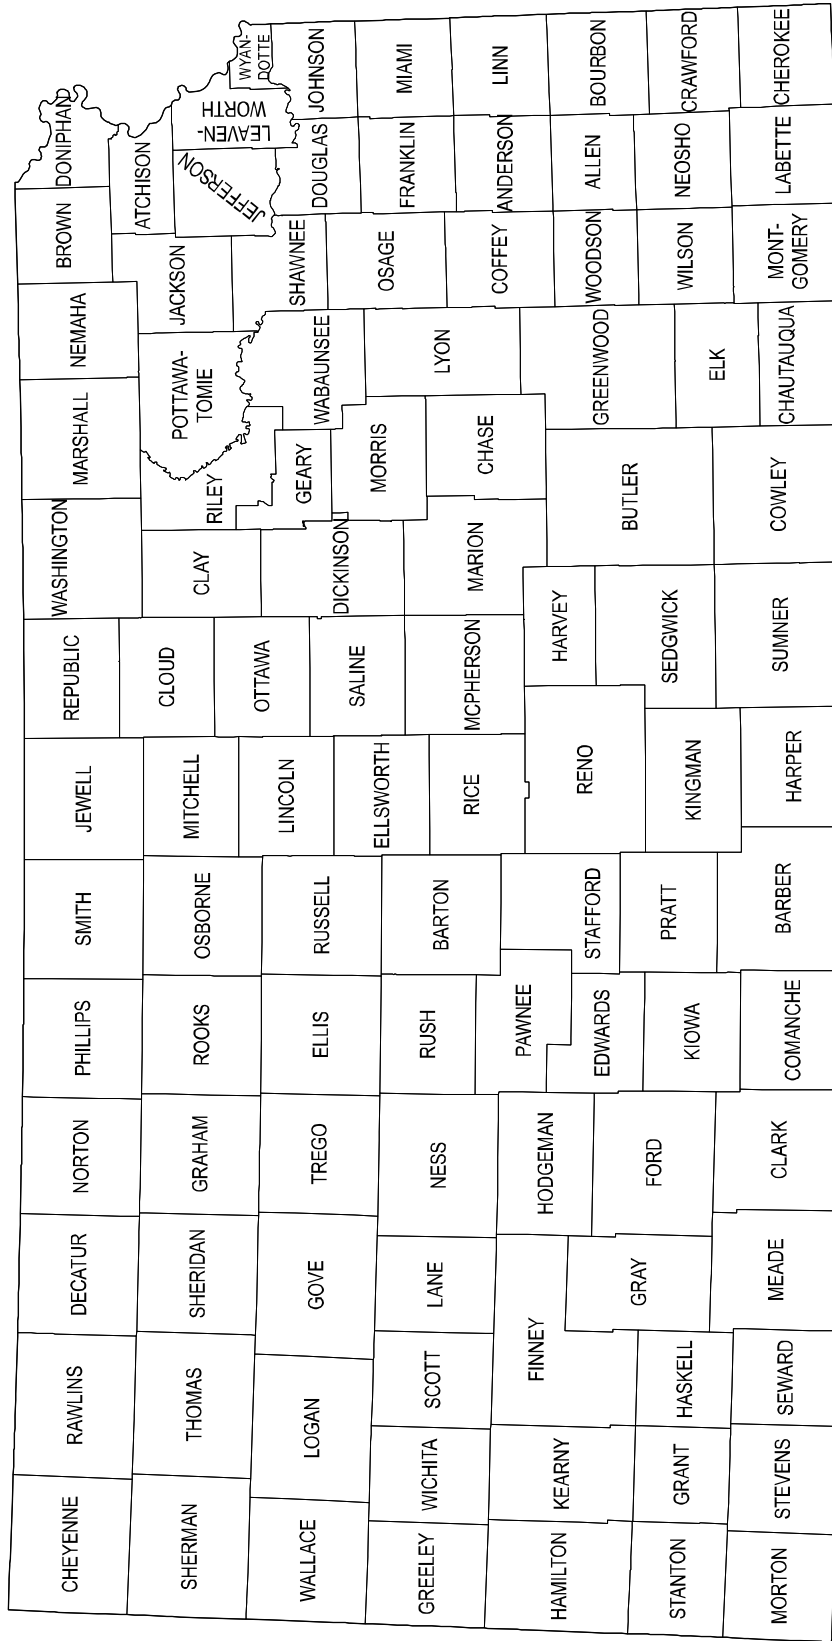 CHEYENNE
RAWLINS
DECATUR
NORTON
PHILLIPS
SMITH
JEWELL
REPUBLIC
WASHINGTON
MARSHALL
NEMAHA
BROWN
DONIPHAN
SHERMAN
THOMAS
SHERIDAN
GRAHAM
ROOKS
OSBORNE
MITCHELL
CLOUD
CLAY
RILEY
POTTAWA-
TOMIE
JACKSON
ATCHISON
JEFFERSON
LEAVEN-
WORTH
WYAN-
DOTTE
WALLACE
LOGAN
GOVE
TREGO
ELLIS
RUSSELL
LINCOLN
OTTAWA
DICKINSON
GEARY
WABAUNSEE
SHAWNEE
DOUGLAS
JOHNSON
GREELEY
WICHITA
SCOTT
LANE
NESS
RUSH
BARTON
ELLSWORTH
SALINE
MORRIS
OSAGE
FRANKLIN
MIAMI
RICE
MCPHERSON
MARION
CHASE
LYON
COFFEY
ANDERSON
LINN
HAMILTON
KEARNY
FINNEY
HODGEMAN
PAWNEE
STAFFORD
RENO
HARVEY
BUTLER
GREENWOOD
WOODSON
ALLEN
BOURBON
GRAY
FORD
EDWARDS
STANTON
GRANT
HASKELL
KIOWA
PRATT
KINGMAN
SEDGWICK
ELK
WILSON
NEOSHO
CRAWFORD
MORTON
STEVENS
SEWARD
MEADE
CLARK
COMANCHE
BARBER
HARPER
SUMNER
COWLEY
CHAUTAUQUA
MONT-
GOMERY
LABETTE
CHEROKEE